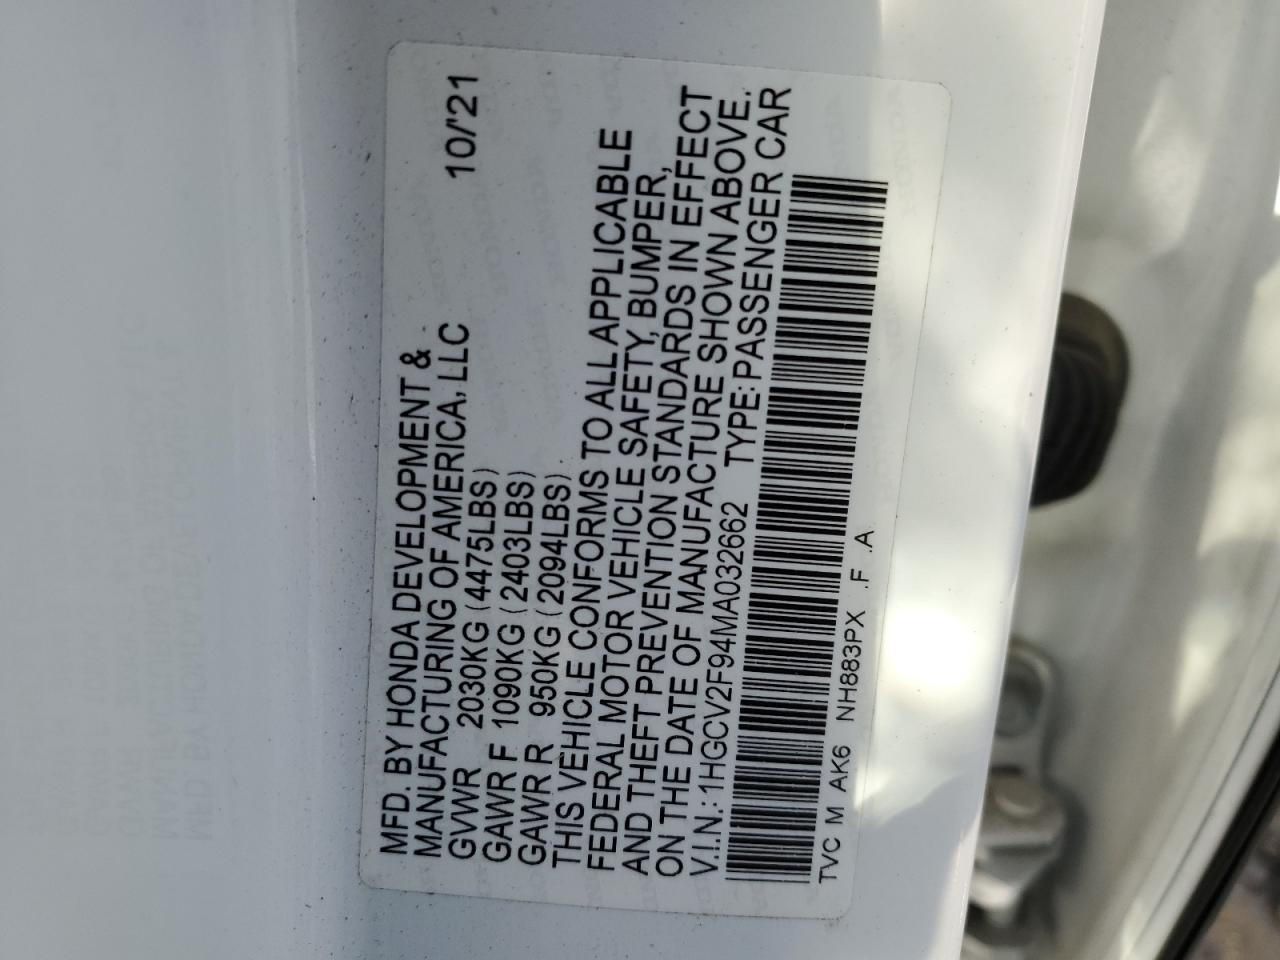 MFD. BY HONDA DEVELOPMENT &
MANUFACTURING OF AMERICA, LLC 10/'21
GVWR 2030KG (4475LBS)
GAWR F 1090KG (2403LBS)
GAWR R 950KG (2094LBS)
THIS VEHICLE CONFORMS TO ALL APPLICABLE
FEDERAL MOTOR VEHICLE SAFETY, BUMPER,
AND THEFT PREVENTION STANDARDS IN EFFECT
ON THE DATE OF MANUFACTURE SHOWN ABOVE.
V.I.N.: 1HGCV2F94MA032662 TYPE: PASSENGER CAR
TVC M AK6 NH883PX .F .A